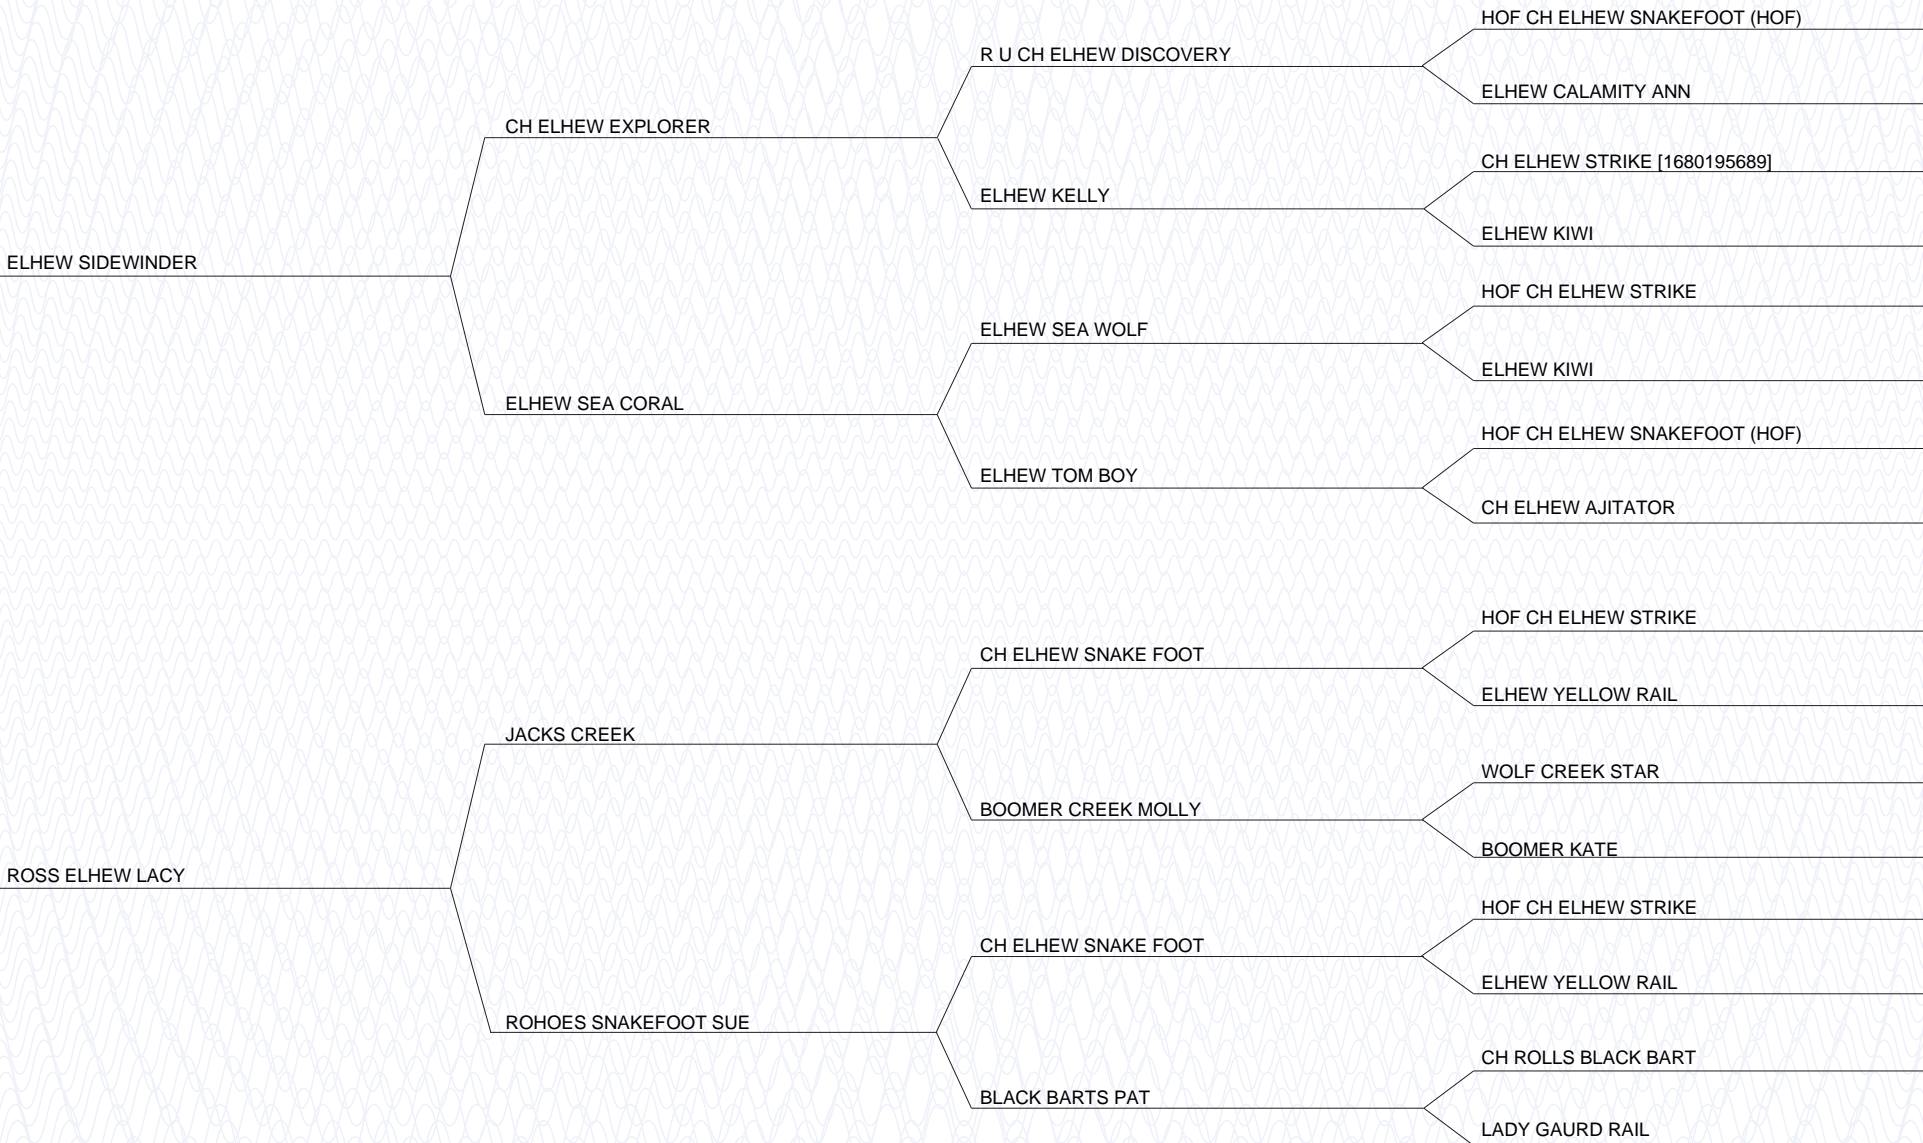 HOF CH ELHEW SNAKEFOOT (HOF)
R U CH ELHEW DISCOVERY
ELHEW CALAMITY ANN
CH ELHEW EXPLORER
CH ELHEW STRIKE [1680195689]
ELHEW KELLY
ELHEW KIWI
ELHEW SIDEWINDER
HOF CH ELHEW STRIKE
ELHEW SEA WOLF
ELHEW KIWI
ELHEW SEA CORAL
HOF CH ELHEW SNAKEFOOT (HOF)
ELHEW TOM BOY
CH ELHEW AJITATOR
HOF CH ELHEW STRIKE
CH ELHEW SNAKE FOOT
ELHEW YELLOW RAIL
JACKS CREEK
WOLF CREEK STAR
BOOMER CREEK MOLLY
BOOMER KATE
ROSS ELHEW LACY
HOF CH ELHEW STRIKE
CH ELHEW SNAKE FOOT
ELHEW YELLOW RAIL
ROHOES SNAKEFOOT SUE
CH ROLLS BLACK BART
BLACK BARTS PAT
LADY GAURD RAIL